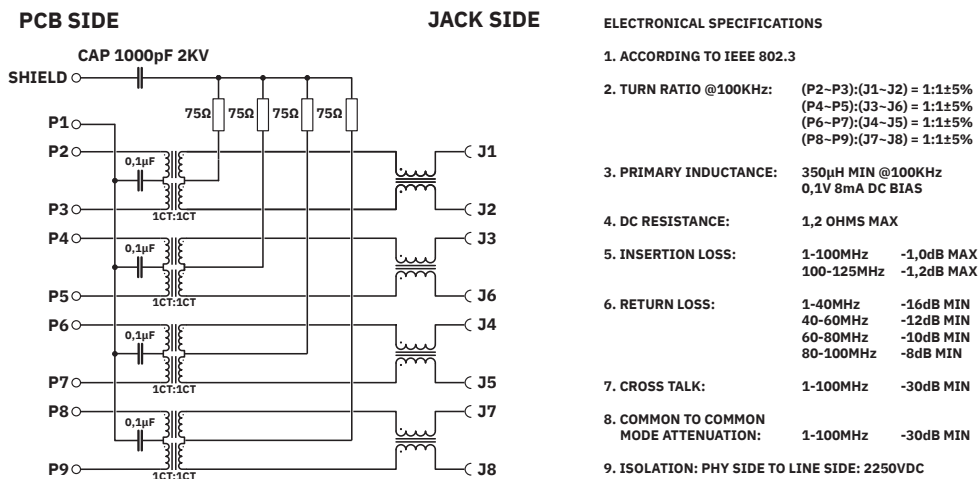 PCB SIDE
JACK SIDE
CAP 1000pF 2KV
SHIELD
75Ω 75Ω 75Ω 75Ω
P1
P2
0,1µF
J1
P3
1CT:1CT
J2
P4
0,1µF
J3
P5
1CT:1CT
J6
P6
0,1µF
J4
P7
1CT:1CT
J5
P8
0,1µF
J7
P9
1CT:1CT
J8
ELECTRONICAL SPECIFICATIONS
1. ACCORDING TO IEEE 802.3
2. TURN RATIO @100KHz: (P2~P3):(J1~J2) = 1:1±5%
(P4~P5):(J3~J6) = 1:1±5%
(P6~P7):(J4~J5) = 1:1±5%
(P8~P9):(J7~J8) = 1:1±5%
3. PRIMARY INDUCTANCE: 350µH MIN @100KHz
0,1V 8mA DC BIAS
4. DC RESISTANCE: 1,2 OHMS MAX
5. INSERTION LOSS: 1-100MHz -1,0dB MAX
100-125MHz -1,2dB MAX
6. RETURN LOSS: 1-40MHz -16dB MIN
40-60MHz -12dB MIN
60-80MHz -10dB MIN
80-100MHz -8dB MIN
7. CROSS TALK: 1-100MHz -30dB MIN
8. COMMON TO COMMON
MODE ATTENUATION: 1-100MHz -30dB MIN
9. ISOLATION: PHY SIDE TO LINE SIDE: 2250VDC